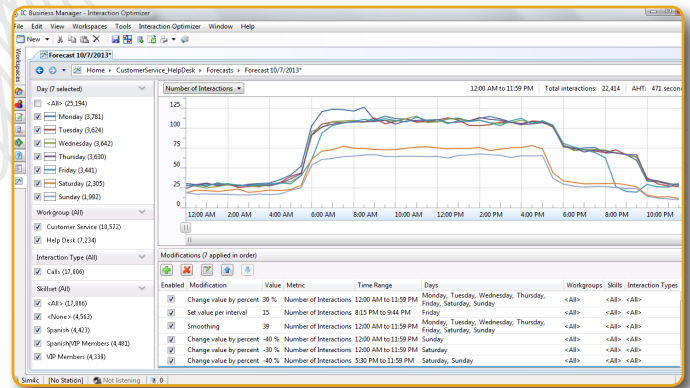 IC Business Manager - Interaction Optimizer
File Edit View Workspaces Tools Interaction Optimizer Window Help
New
Workspaces
Forecast 10/7/2013*
Home CustomerService_HelpDesk Forecasts Forecast 10/7/2013*
Day (7 selected)
<All> (25,194)
Monday (3,781)
Tuesday (3,624)
Wednesday (3,642)
Thursday (3,630)
Friday (3,441)
Saturday (2,305)
Sunday (1,992)
Workgroup (All)
Customer Service (10,572)
Help Desk (7,234)
Interaction Type (All)
Calls (17,806)
Skillset (All)
<All> (17,806)
<None> (4,563)
Spanish (4,423)
Spanish|VIP Members (4,481)
VIP Members (4,339)
Number of Interactions
12:00 AM to 11:59 PM Total interactions: 22,414 AHT: 471 second
125
100
75
50
25
0
12:00 AM 2:00 AM 4:00 AM 6:00 AM 8:00 AM 10:00 AM 12:00 PM 2:00 PM 4:00 PM 6:00 PM 8:00 PM 10:00 PM
Modifications (7 applied in order)
Enabled Modification Value Metric Time Range Days Workgroups Skills Interaction Types
Change value by percent 30 % Number of Interactions 12:00 AM to 11:59 PM Monday, Tuesday, Wednesday, Thursday, Friday, Saturday, Sunday <All> <All> <All>
Set value per interval 15 Number of Interactions 8:15 PM to 9:44 PM Friday <All> <All> <All>
Smoothing 39 Number of Interactions 12:00 AM to 11:59 PM Monday, Tuesday, Wednesday, Thursday, Friday, Saturday, Sunday <All> <All> <All>
Change value by percent -40 % Number of Interactions 12:00 AM to 11:59 PM Sunday <All> <All> <All>
Change value by percent -30 % Number of Interactions 12:00 AM to 11:59 PM Saturday <All> <All> <All>
Change value by percent -40 % Number of Interactions 5:30 PM to 11:59 PM Saturday, Sunday <All> <All> <All>
Sim4c [No Station] Not listening 0